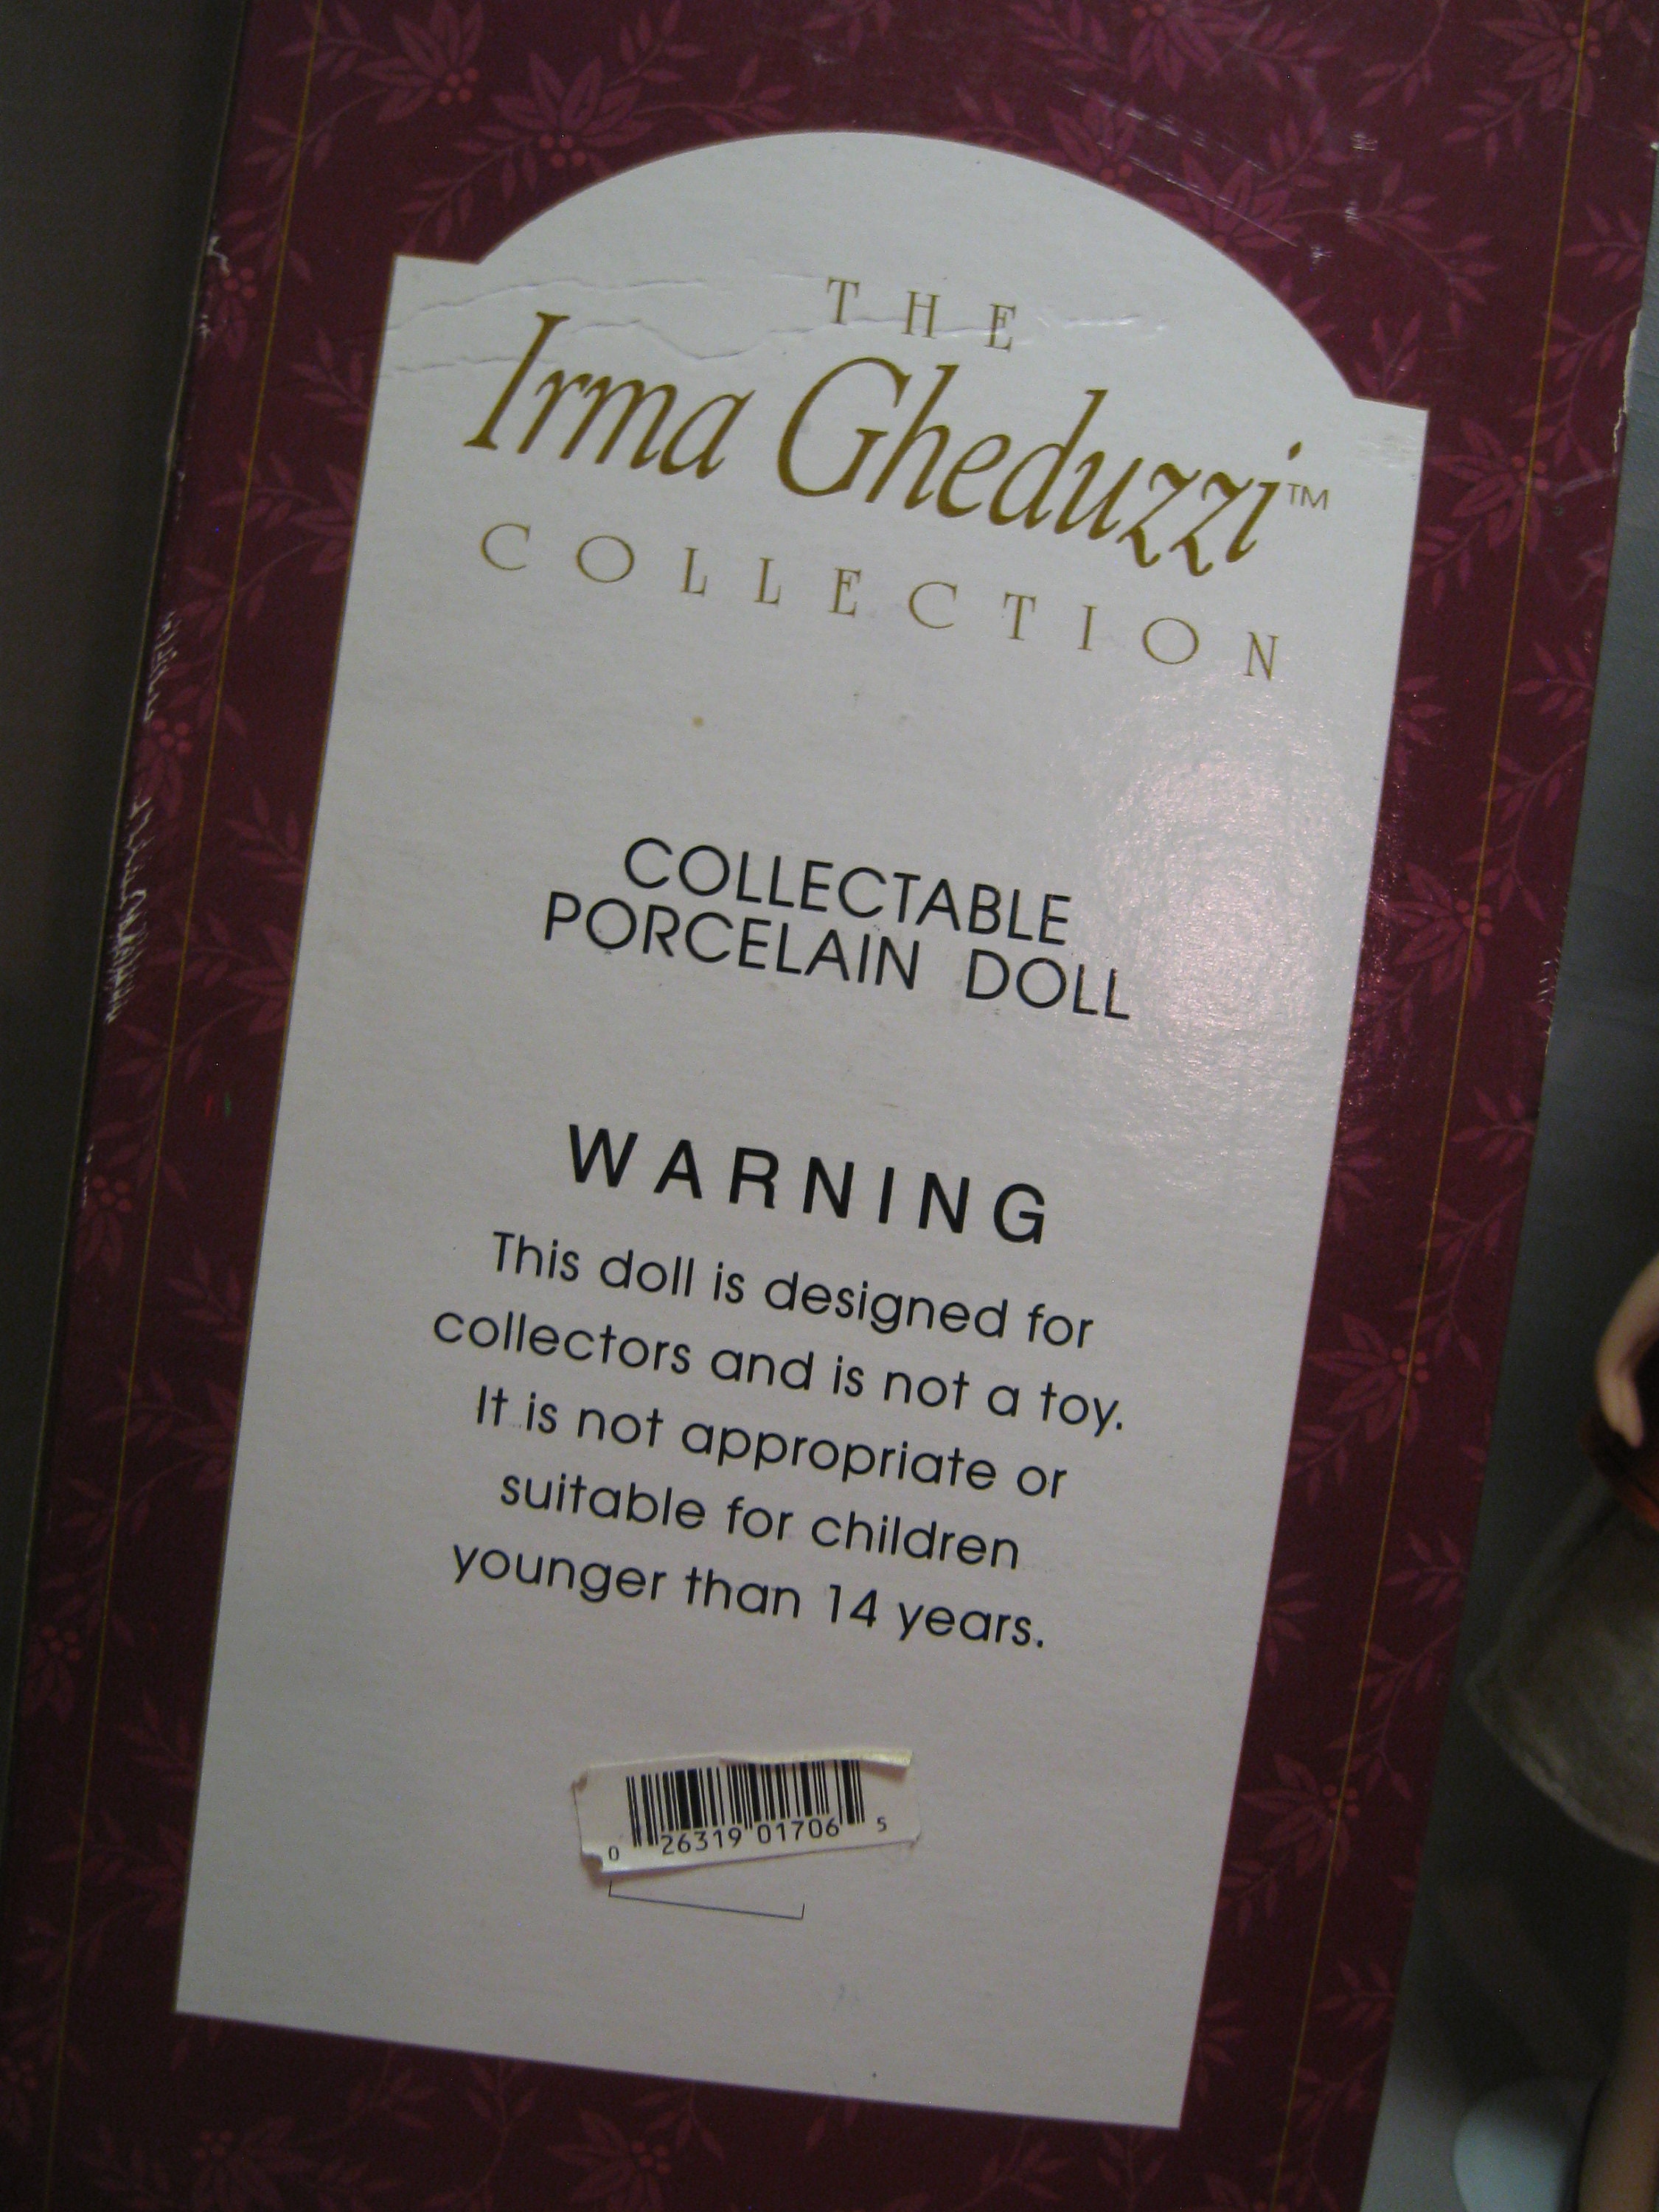 THE
Irma Gheduzzi™
COLLECTION
COLLECTABLE
PORCELAIN DOLL
WARNING
This doll is designed for
collectors and is not a toy.
It is not appropriate or
suitable for children
younger than 14 years.
0 26319 01706 5